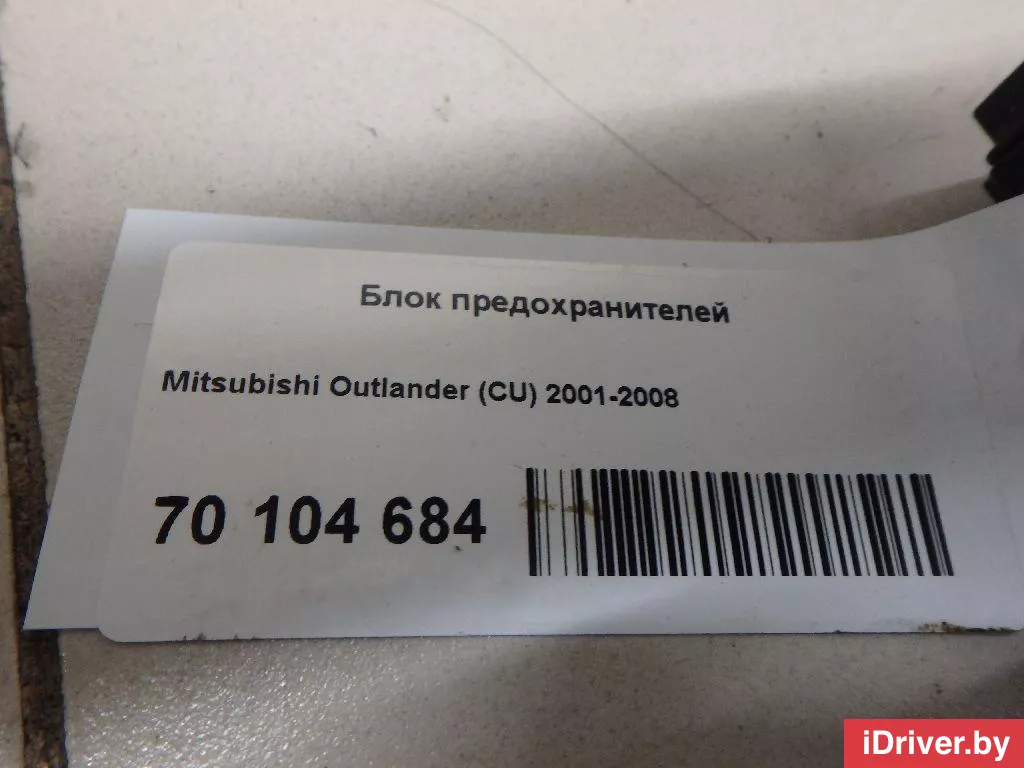 Блок предохранителей
Mitsubishi Outlander (CU) 2001-2008
70 104 684
iDriver.by